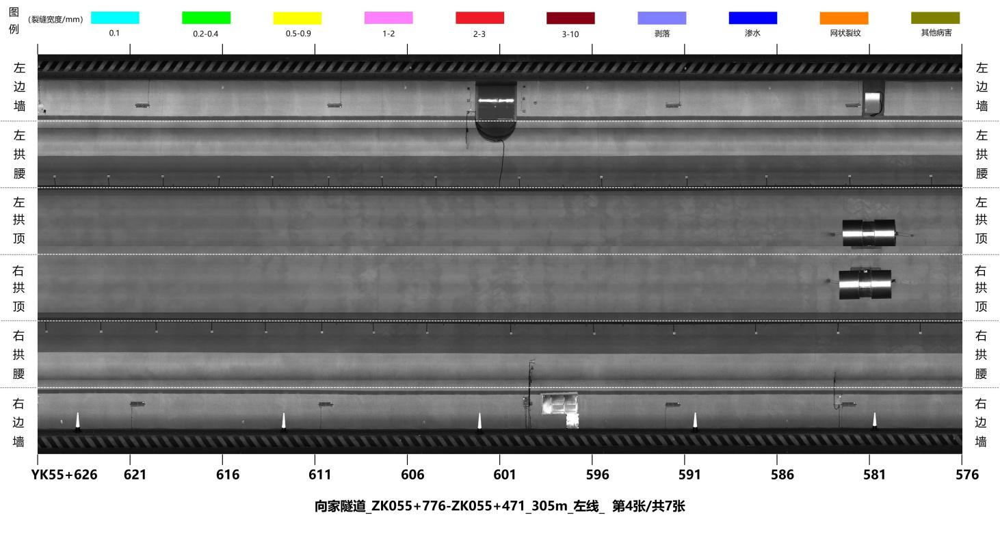 图例
(裂缝宽度/mm)
0.1
0.2-0.4
0.5-0.9
1-2
2-3
3-10
剥落
渗水
网状裂纹
其他病害
左边墙
左边墙
左拱腰
左拱腰
左拱顶
左拱顶
右拱顶
右拱顶
右拱腰
右拱腰
右边墙
右边墙
YK55+626 621 616 611 606 601 596 591 586 581 576
向家隧道_ZK055+776-ZK055+471_305m_左线_ 第4张/共7张